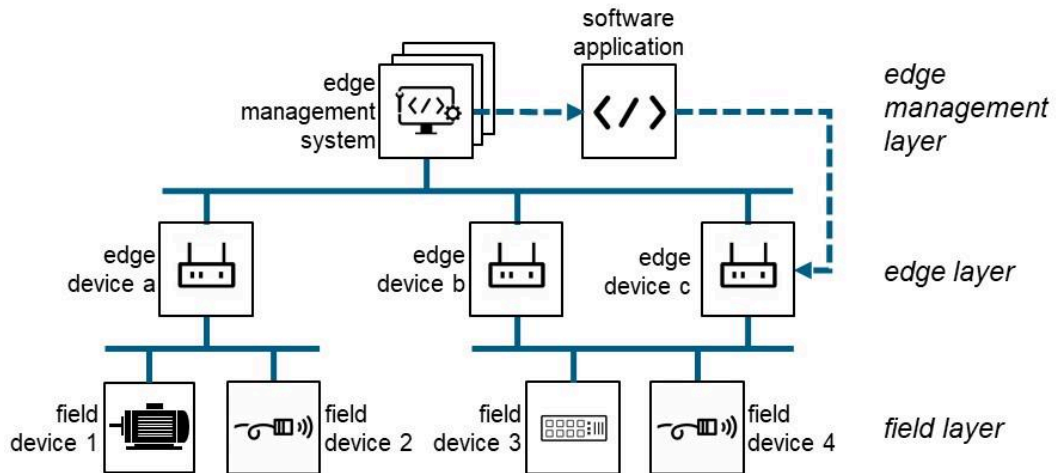 software
application
edge
management
system
</>
</>
edge
management
layer
edge
device a
edge
device b
edge
device c
edge layer
field
device 1
field
device 2
field
device 3
field
device 4
field layer